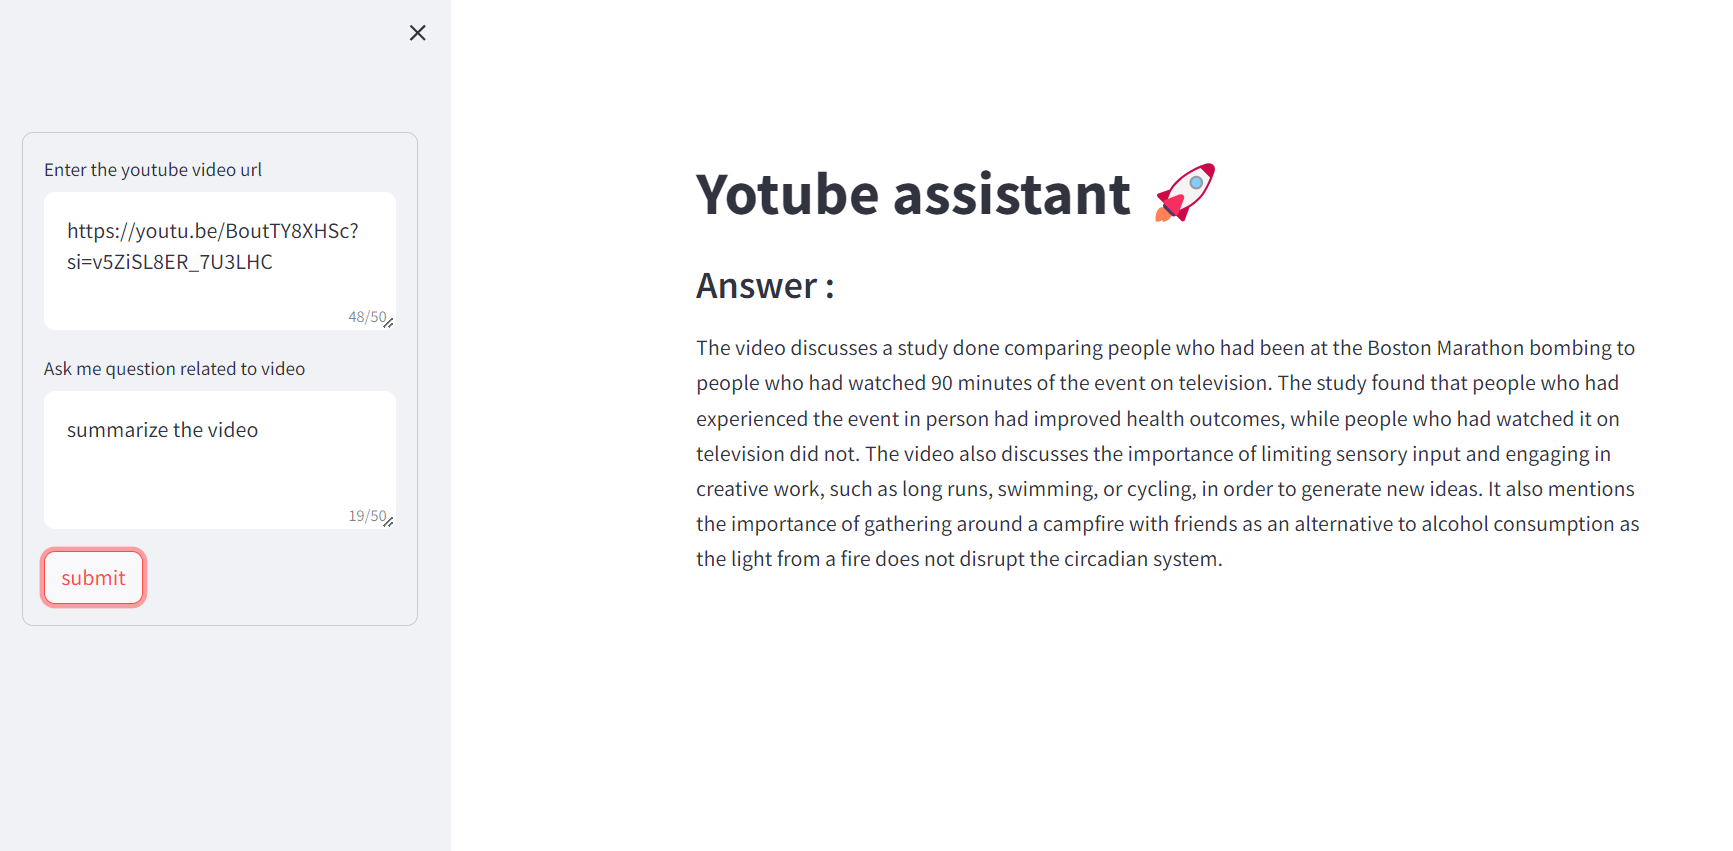 Enter the youtube video url
https://youtu.be/BoutTY8XHSc?
si=v5ZiSL8ER_7U3LHC
48/50
Ask me question related to video
summarize the video
19/50
submit
Yotube assistant 🚀
Answer :
The video discusses a study done comparing people who had been at the Boston Marathon bombing to
people who had watched 90 minutes of the event on television. The study found that people who had
experienced the event in person had improved health outcomes, while people who had watched it on
television did not. The video also discusses the importance of limiting sensory input and engaging in
creative work, such as long runs, swimming, or cycling, in order to generate new ideas. It also mentions
the importance of gathering around a campfire with friends as an alternative to alcohol consumption as
the light from a fire does not disrupt the circadian system.